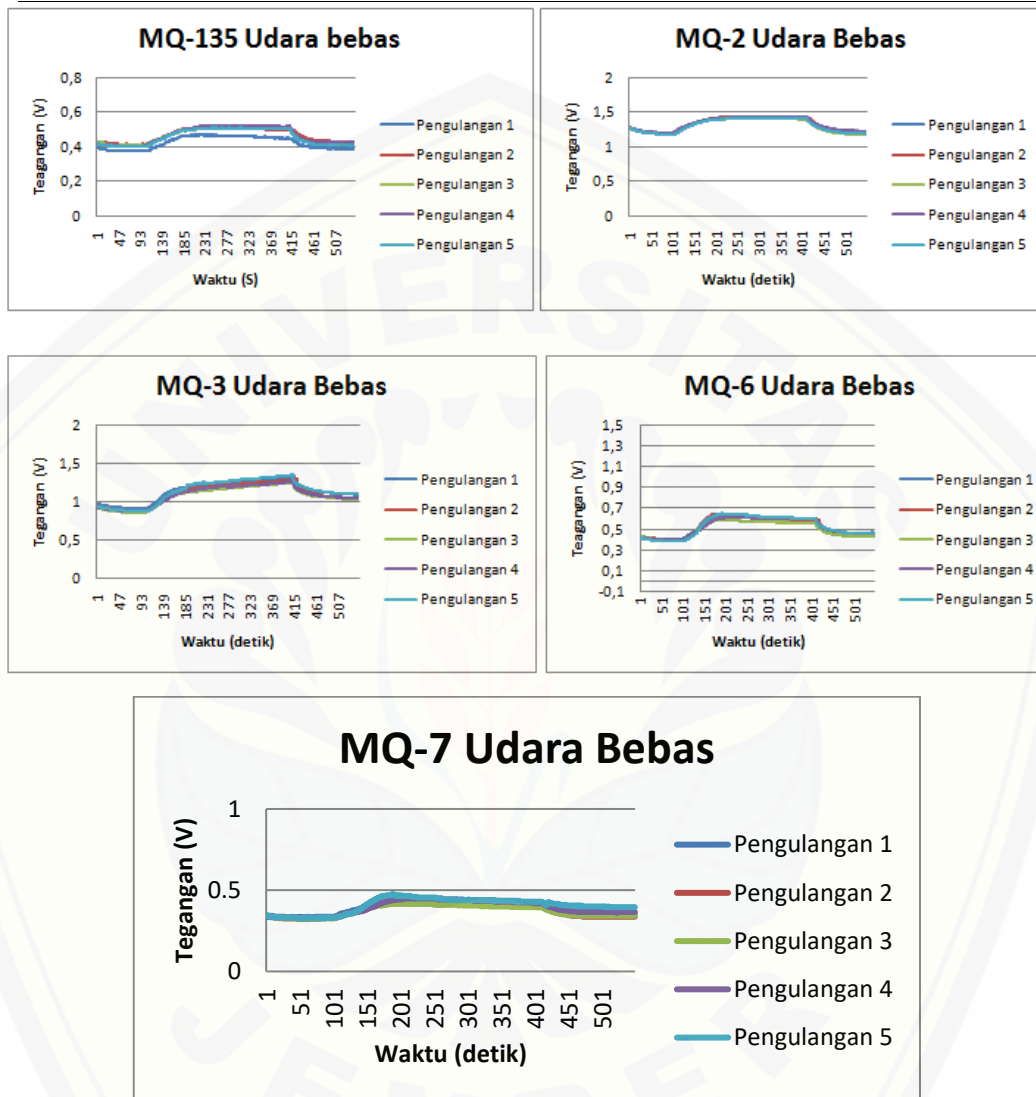 MQ-135 Udara bebas
Teagangan (V)
0,8
0,6
0,4
0,2
0
1 47 93 139 185 231 277 323 369 415 461 507
Waktu (S)
Pengulangan 1
Pengulangan 2
Pengulangan 3
Pengulangan 4
Pengulangan 5
MQ-2 Udara Bebas
Tegangan (V)
2
1,5
1
0,5
0
1 51 101 151 201 251 301 351 401 451 501
Waktu (detik)
Pengulangan 1
Pengulangan 2
Pengulangan 3
Pengulangan 4
Pengulangan 5
MQ-3 Udara Bebas
Tegangan (V)
2
1,5
1
0,5
0
1 47 93 139 185 231 277 323 369 415 461 507
Waktu (detik)
Pengulangan 1
Pengulangan 2
Pengulangan 3
Pengulangan 4
Pengulangan 5
MQ-6 Udara Bebas
Teagangan (V)
1,5
1,3
1,1
0,9
0,7
0,5
0,3
0,1
-0,1
1 51 101 151 201 251 301 351 401 451 501
Waktu (detik)
Pengulangan 1
Pengulangan 2
Pengulangan 3
Pengulangan 4
Pengulangan 5
MQ-7 Udara Bebas
Tegangan (V)
1
0.5
0
1 51 101 151 201 251 301 351 401 451 501
Waktu (detik)
Pengulangan 1
Pengulangan 2
Pengulangan 3
Pengulangan 4
Pengulangan 5
UNIVERSITAS
JEMBER